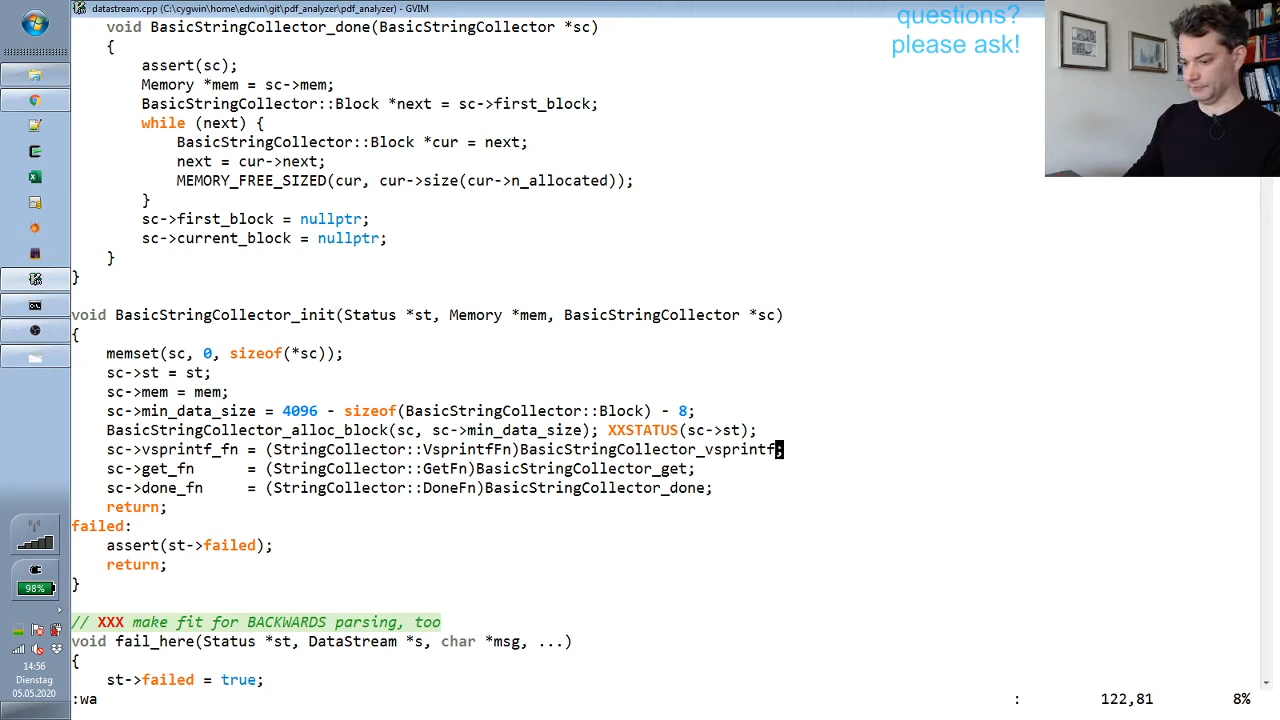 datastream.cpp (C:\cygwin\home\edwin\git\pdf_analyzer\pdf_analyzer) - GVIM
questions?
please ask!
void BasicStringCollector_done(BasicStringCollector *sc)
{
assert(sc);
Memory *mem = sc->mem;
BasicStringCollector::Block *next = sc->first_block;
while (next) {
BasicStringCollector::Block *cur = next;
next = cur->next;
MEMORY_FREE_SIZED(cur, cur->size(cur->n_allocated));
}
sc->first_block = nullptr;
sc->current_block = nullptr;
}
}
void BasicStringCollector_init(Status *st, Memory *mem, BasicStringCollector *sc)
{
memset(sc, 0, sizeof(*sc));
sc->st = st;
sc->mem = mem;
sc->min_data_size = 4096 - sizeof(BasicStringCollector::Block) - 8;
BasicStringCollector_alloc_block(sc, sc->min_data_size); XXSTATUS(sc->st);
sc->vsprintf_fn = (StringCollector::VsprintfFn)BasicStringCollector_vsprintf;
sc->get_fn = (StringCollector::GetFn)BasicStringCollector_get;
sc->done_fn = (StringCollector::DoneFn)BasicStringCollector_done;
return;
failed:
assert(st->failed);
return;
}
// XXX make fit for BACKWARDS parsing, too
void fail_here(Status *st, DataStream *s, char *msg, ...)
{
st->failed = true;
:wa : 122,81 8%
98%
14:56
Dienstag
05.05.2020